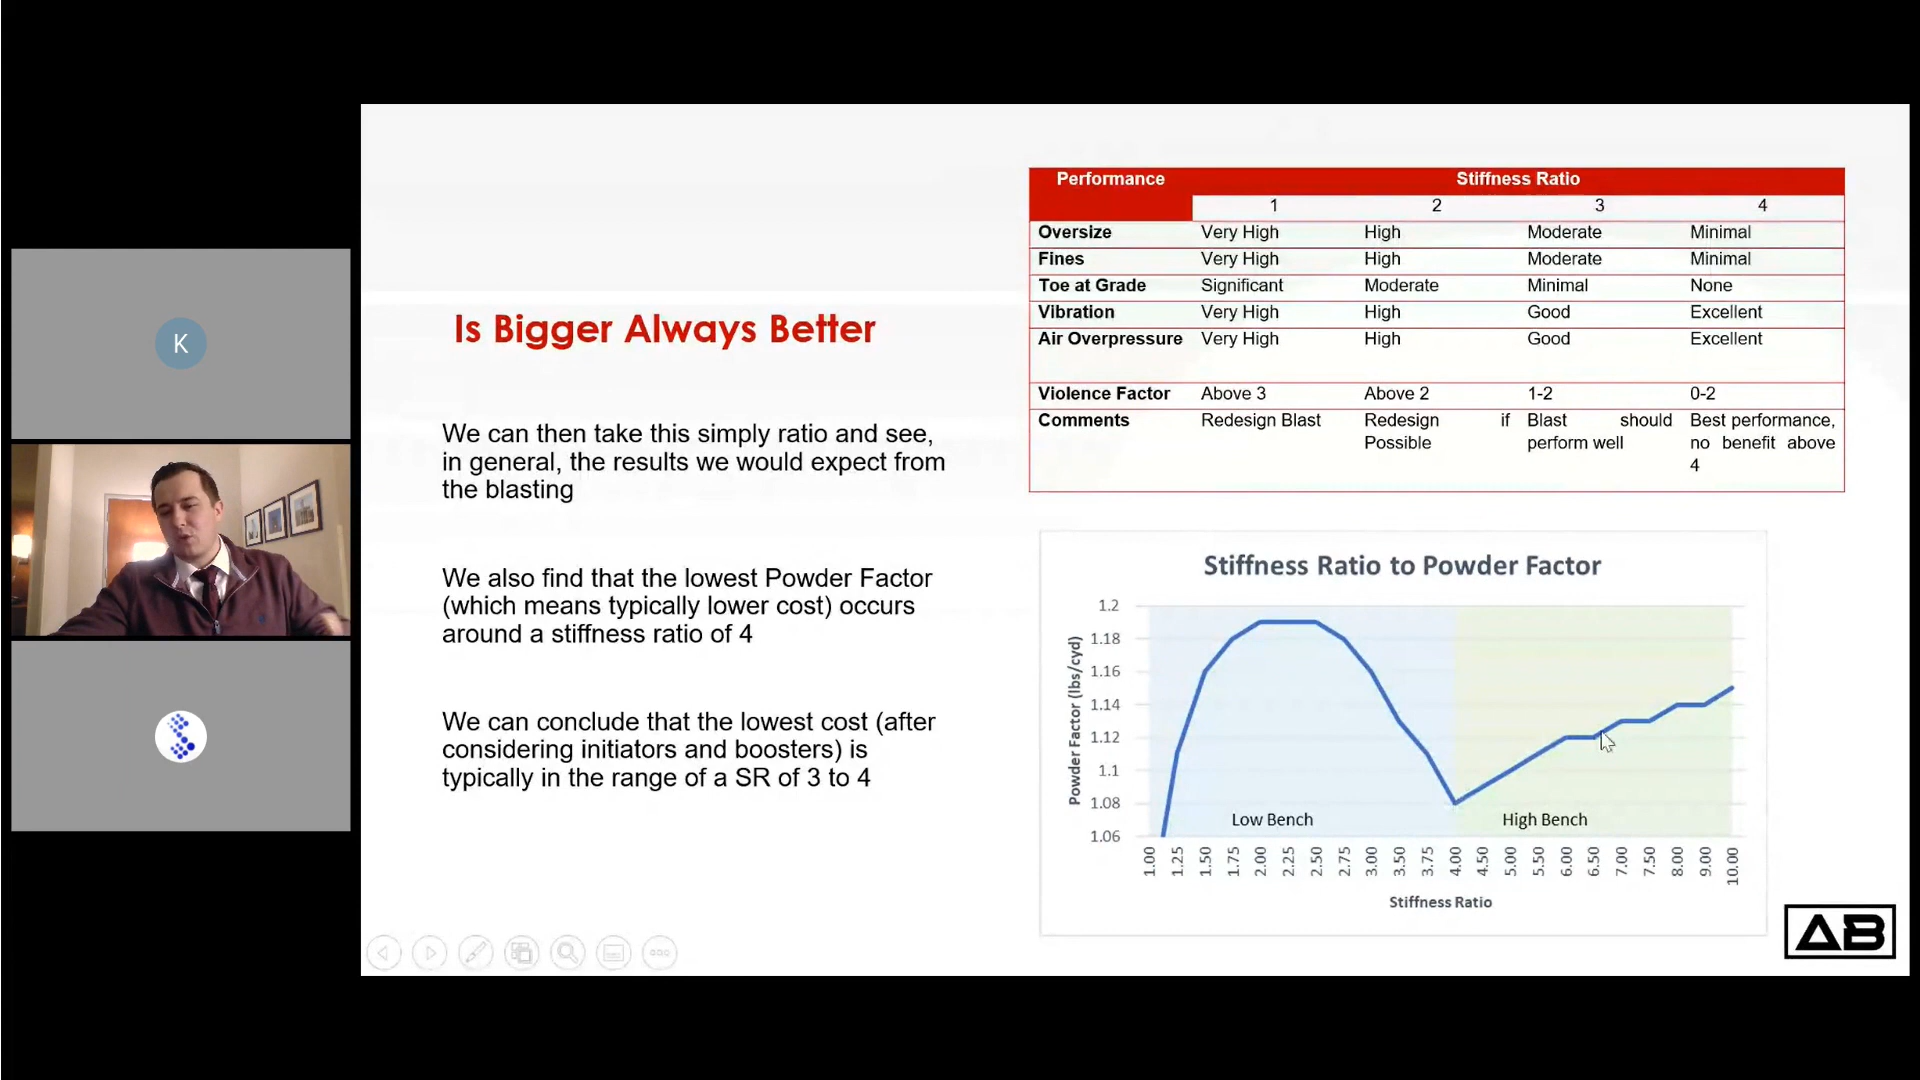 K
Is Bigger Always Better
We can then take this simply ratio and see,
in general, the results we would expect from
the blasting
We also find that the lowest Powder Factor
(which means typically lower cost) occurs
around a stiffness ratio of 4
We can conclude that the lowest cost (after
considering initiators and boosters) is
typically in the range of a SR of 3 to 4
Performance Stiffness Ratio
1 2 3 4
Oversize Very High High Moderate Minimal
Fines Very High High Moderate Minimal
Toe at Grade Significant Moderate Minimal None
Vibration Very High High Good Excellent
Air Overpressure Very High High Good Excellent
Violence Factor Above 3 Above 2 1-2 0-2
Comments Redesign Blast Redesign if Blast should Best performance,
Possible perform well no benefit above
4
Stiffness Ratio to Powder Factor
Powder Factor (lbs/cyd)
1.2
1.18
1.16
1.14
1.12
1.1
1.08
1.06
Low Bench High Bench
1.00 1.25 1.50 1.75 2.00 2.25 2.50 2.75 3.00 3.50 3.75 4.00 4.50 5.00 5.50 6.00 6.50 7.00 7.50 8.00 9.00 10.00
Stiffness Ratio
AB